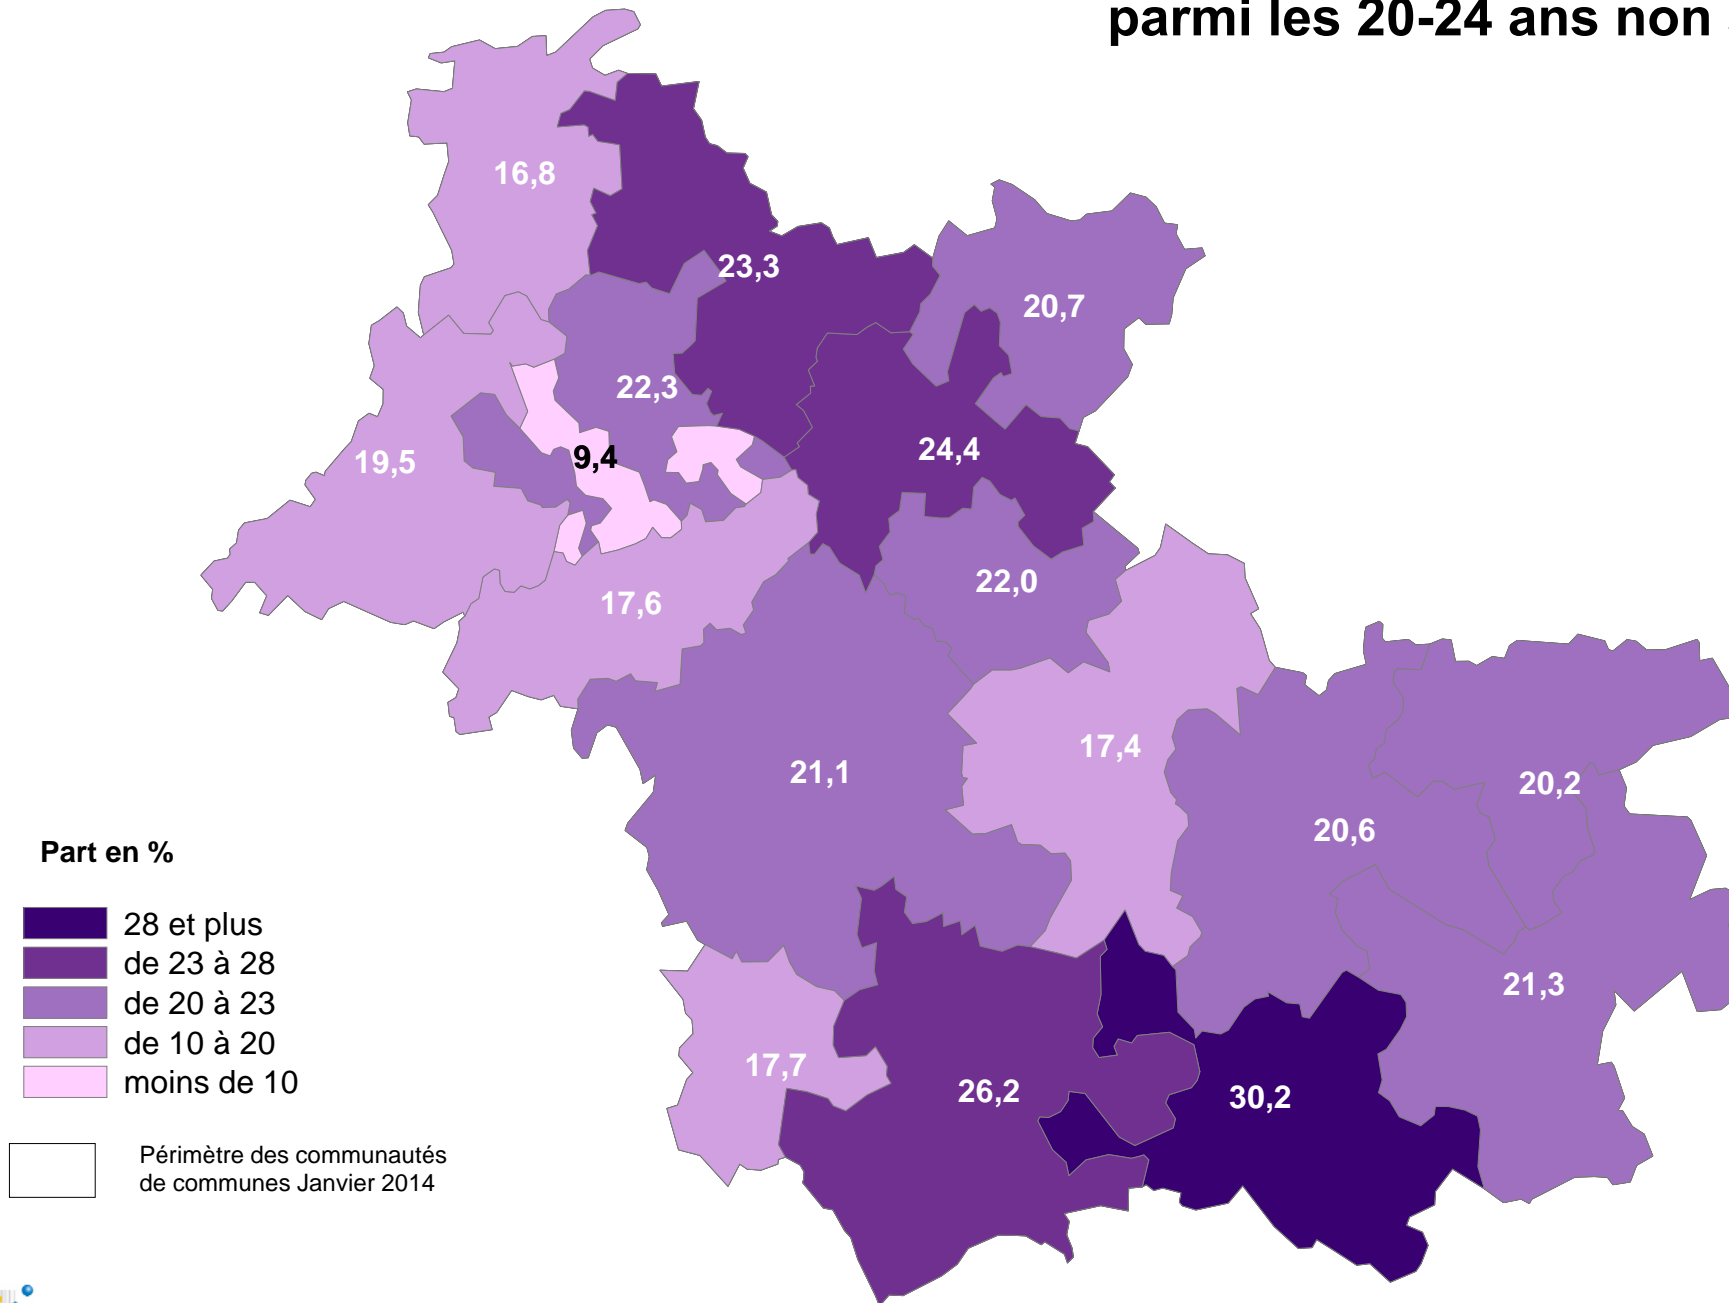 parmi les 20-24 ans non
16,8
23,3
20,7
22,3
24,4
9,4
19,5
22,0
17,6
17,4
21,1
20,2
20,6
21,3
17,7
26,2
30,2
Part en %
28 et plus
de 23 à 28
de 20 à 23
de 10 à 20
moins de 10
Périmètre des communautés
de communes Janvier 2014